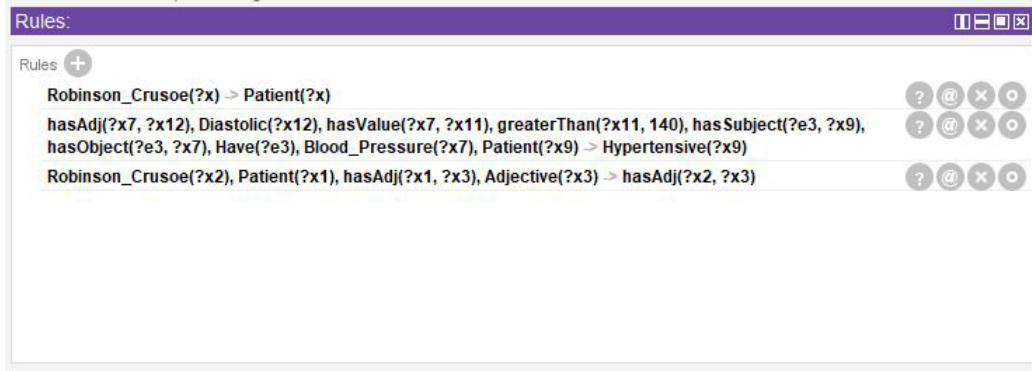 Rules:
Rules +
Robinson_Crusoe(?x) -> Patient(?x)
hasAdj(?x7, ?x12), Diastolic(?x12), hasValue(?x7, ?x11), greaterThan(?x11, 140), hasSubject(?e3, ?x9),
hasObject(?e3, ?x7), Have(?e3), Blood_Pressure(?x7), Patient(?x9) -> Hypertensive(?x9)
Robinson_Crusoe(?x2), Patient(?x1), hasAdj(?x1, ?x3), Adjective(?x3) -> hasAdj(?x2, ?x3)